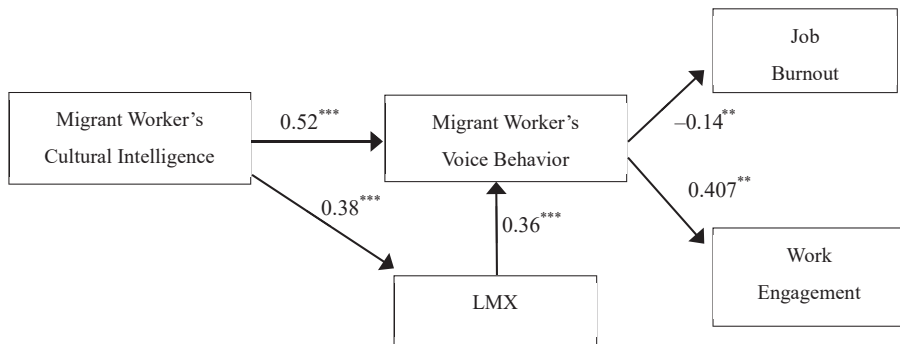 Job
Burnout
Migrant Worker's
Cultural Intelligence
0.52***
Migrant Worker's
Voice Behavior
–0.14**
0.407**
0.38***
0.36***
Work
Engagement
LMX